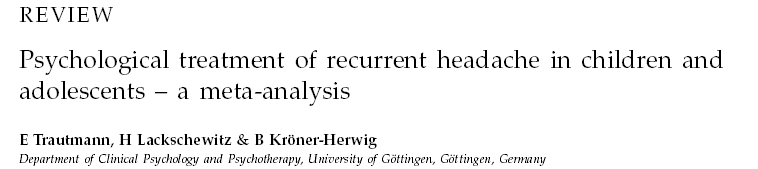 REVIEW
Psychological treatment of recurrent headache in children and
adolescents – a meta-analysis
E Trautmann, H Lackschewitz & B Kröner-Herwig
Department of Clinical Psychology and Psychotherapy, University of Göttingen, Göttingen, Germany